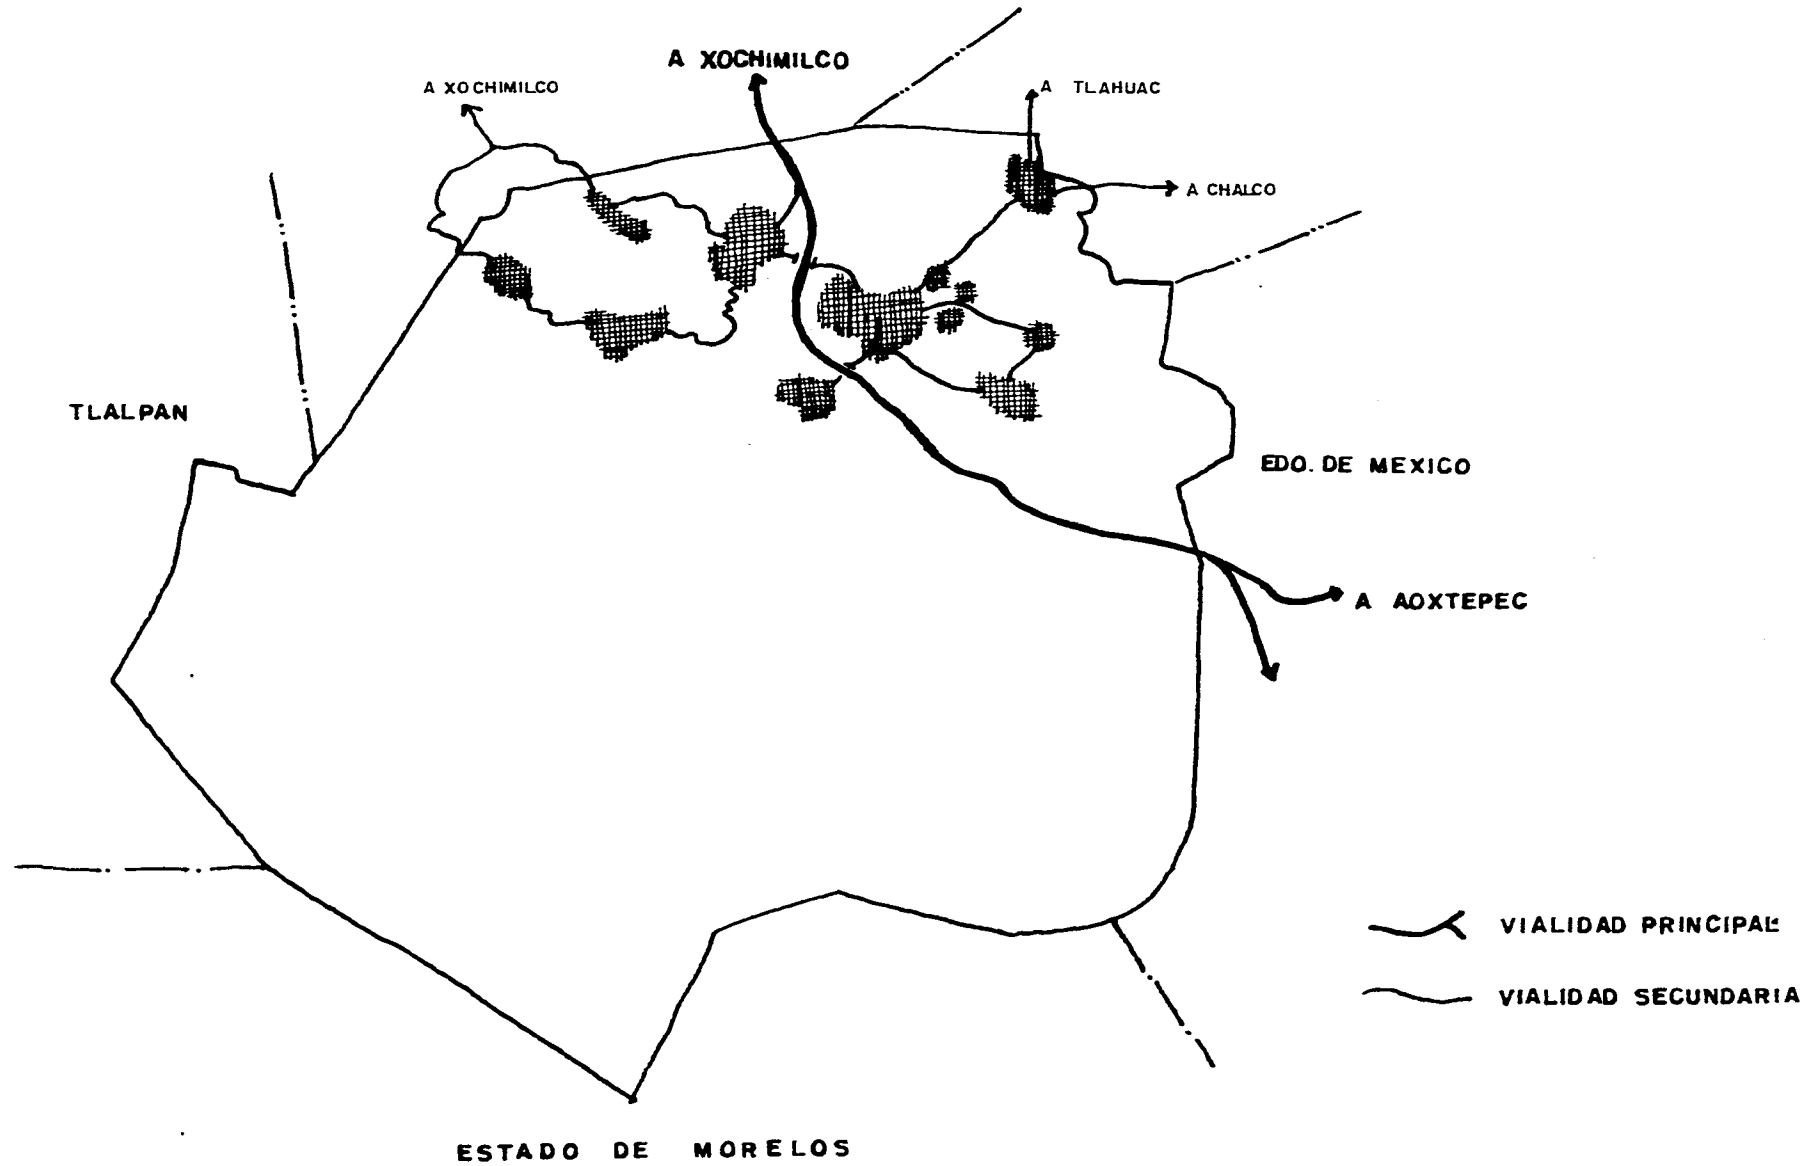 A XOCHIMILCO
A XOCHIMILCO
A TLAHUAC
A CHALCO
TLALPAN
EDO. DE MEXICO
A AOXTEPEC
VIALIDAD PRINCIPAL
VIALIDAD SECUNDARIA
ESTADO DE MORELOS